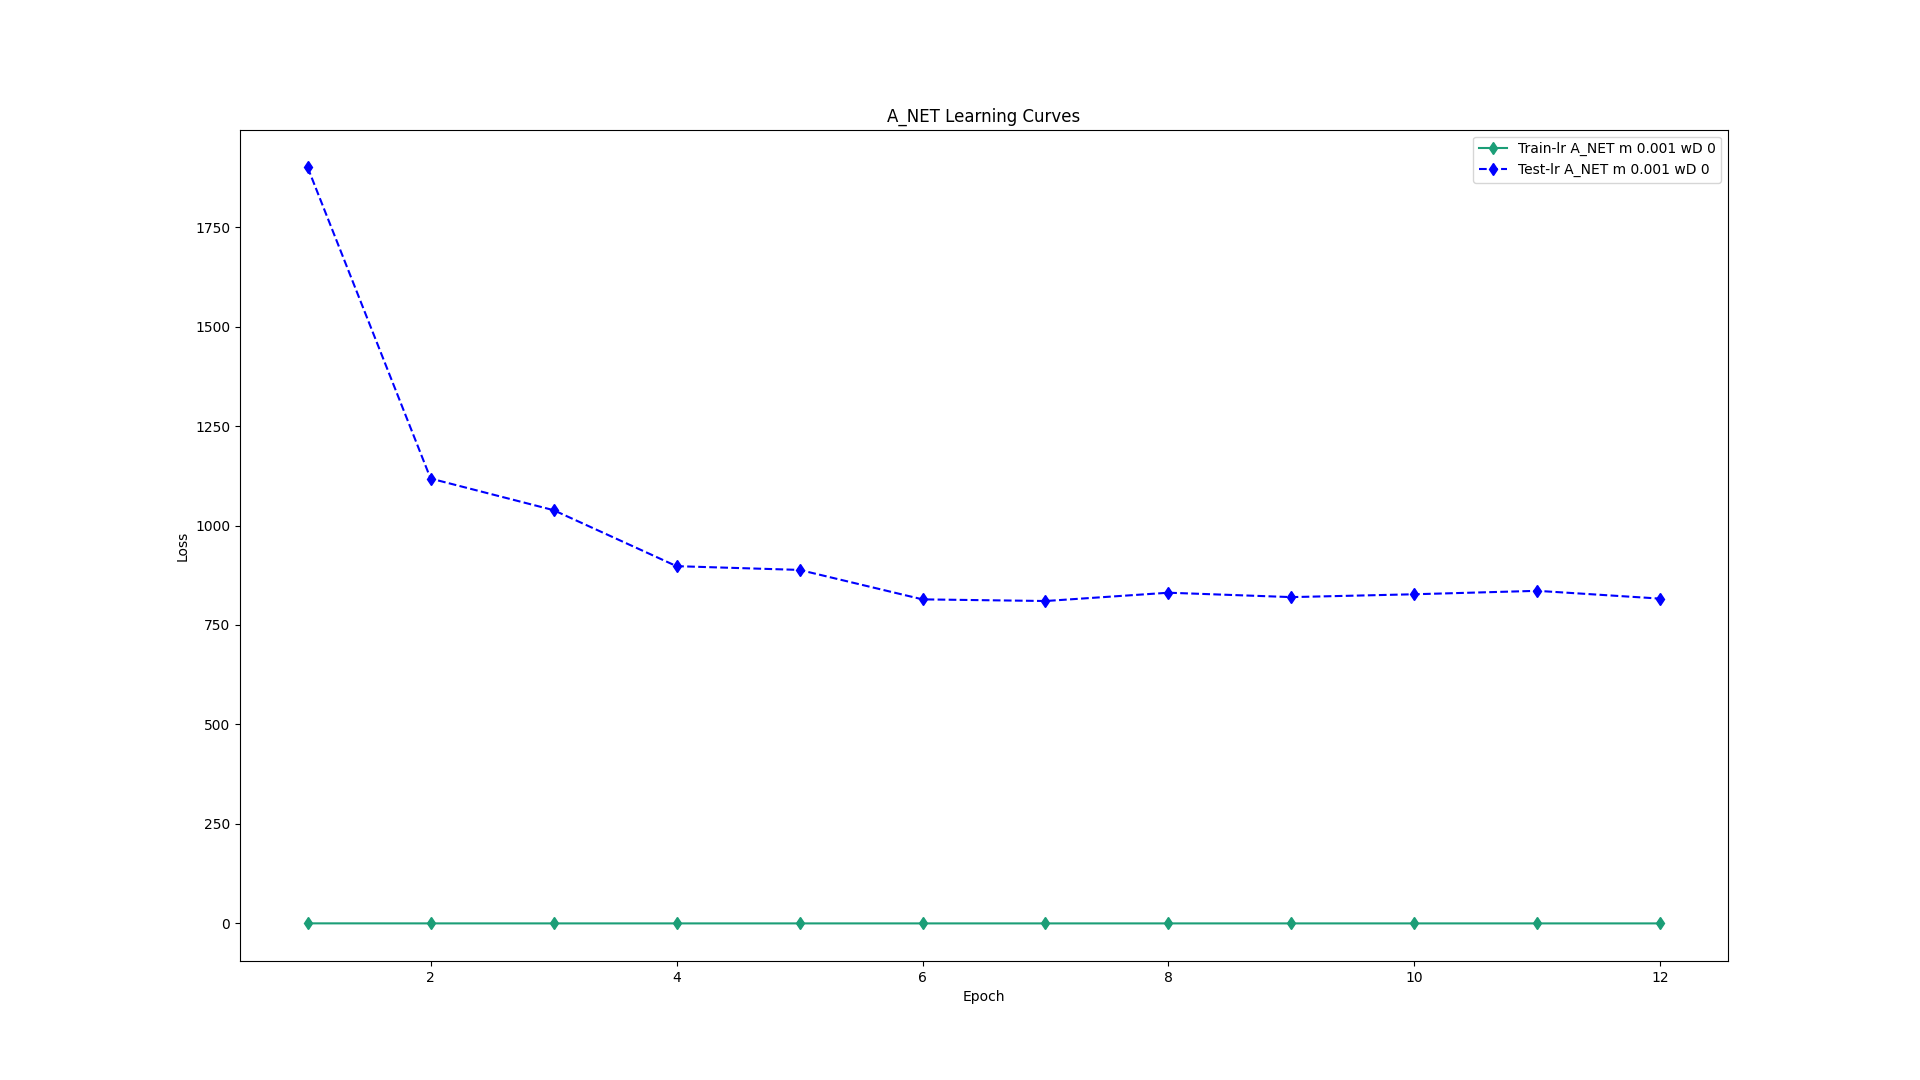 A_NET Learning Curves
Train-lr A_NET m 0.001 wD 0
Test-lr A_NET m 0.001 wD 0
1750
1500
1250
1000
750
500
250
0
Loss
2 4 6 8 10 12
Epoch